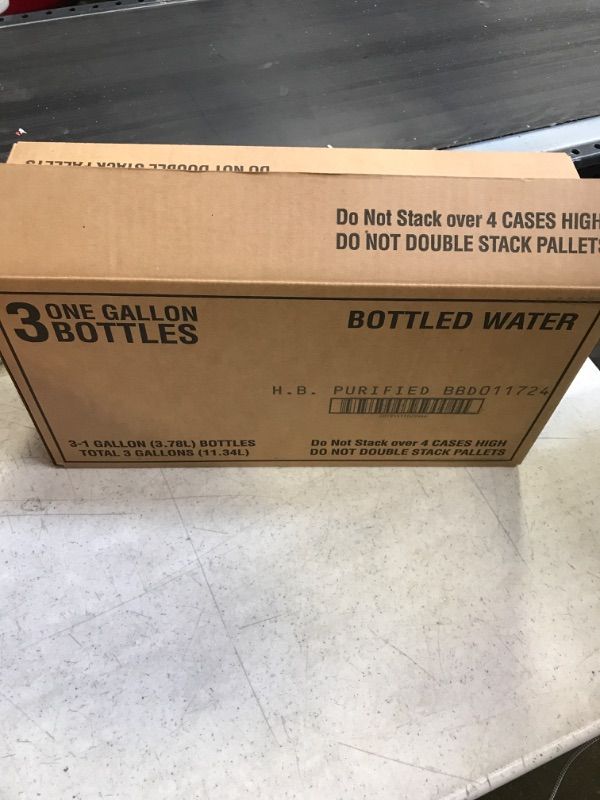 DO NOT DOUBLE STACK PALLETS
Do Not Stack over 4 CASES HIGH
DO NOT DOUBLE STACK PALLETS
3 ONE GALLON
BOTTLES
BOTTLED WATER
H.B. PURIFIED BBD011724
3-1 GALLON (3.78L) BOTTLES
TOTAL 3 GALLONS (11.34L)
Do Not Stack over 4 CASES HIGH
DO NOT DOUBLE STACK PALLETS